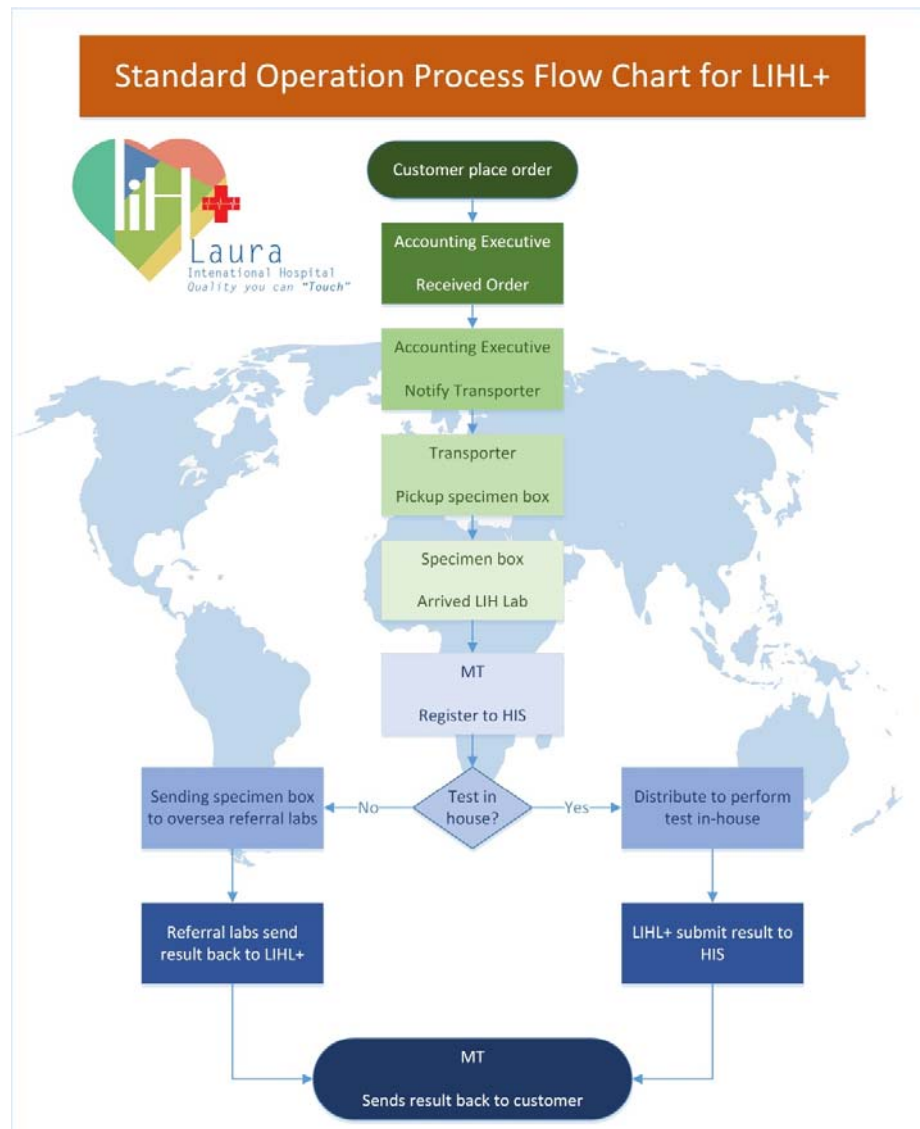 Standard Operation Process Flow Chart for LIHL+
LiH
Laura
Intenational Hospital
Quality you can "Touch"
Customer place order
Accounting Executive
Received Order
Accounting Executive
Notify Transporter
Transporter
Pickup specimen box
Specimen box
Arrived LIH Lab
MT
Register to HIS
Test in
house?
No
Yes
Sending specimen box
to oversea referral labs
Distribute to perform
test in-house
Referral labs send
result back to LIHL+
LIHL+ submit result to
HIS
MT
Sends result back to customer